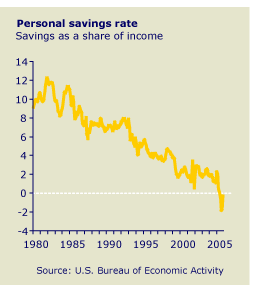 Personal savings rate
Savings as a share of income
14
12
10
8
6
4
2
0
-2
-4
1980 1985 1990 1995 2000 2005
Source: U.S. Bureau of Economic Activity